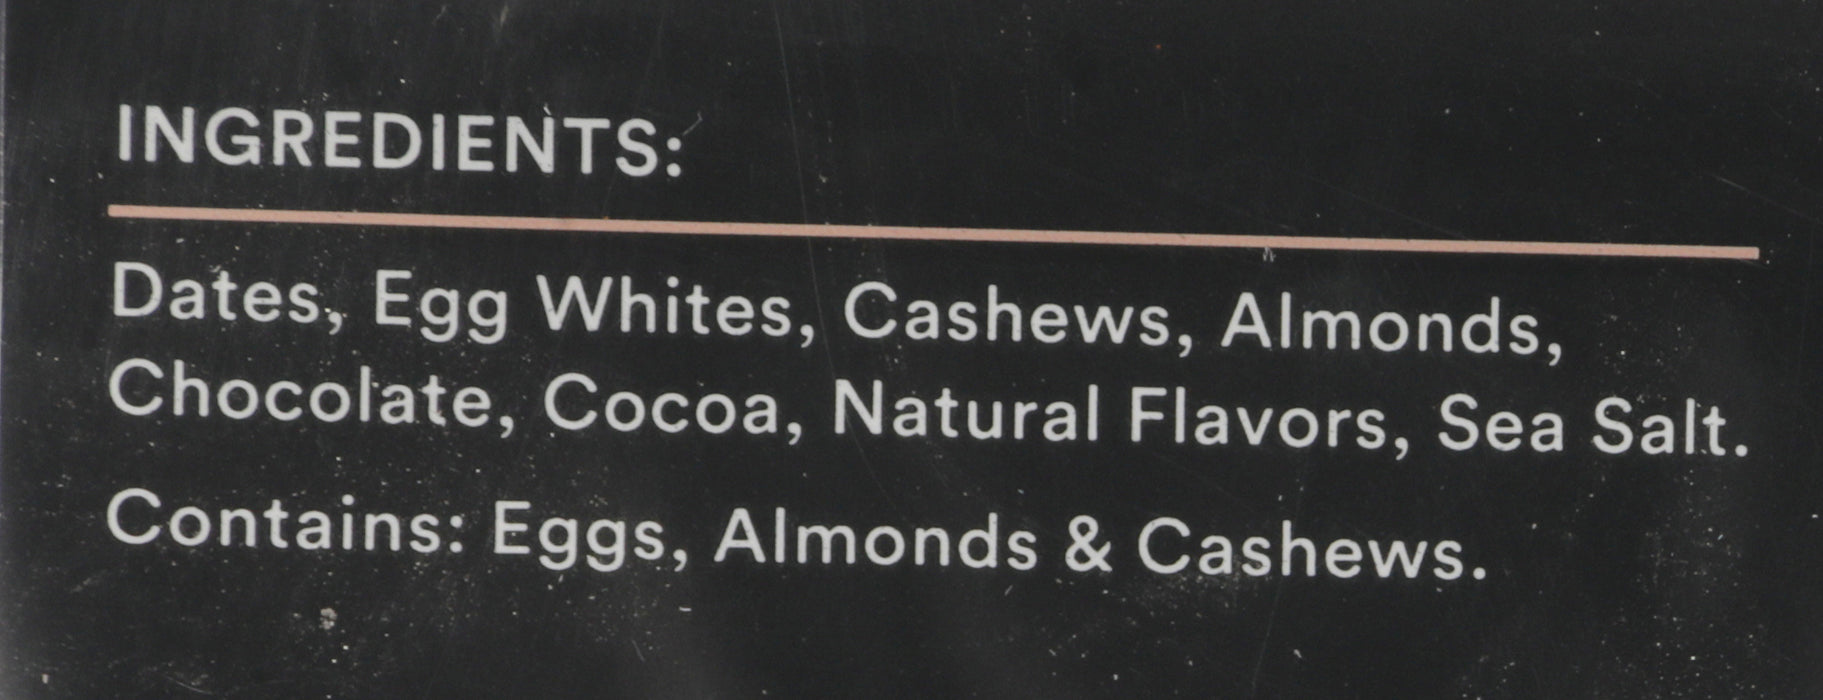 INGREDIENTS:
Dates, Egg Whites, Cashews, Almonds,
Chocolate, Cocoa, Natural Flavors, Sea Salt.
Contains: Eggs, Almonds & Cashews.